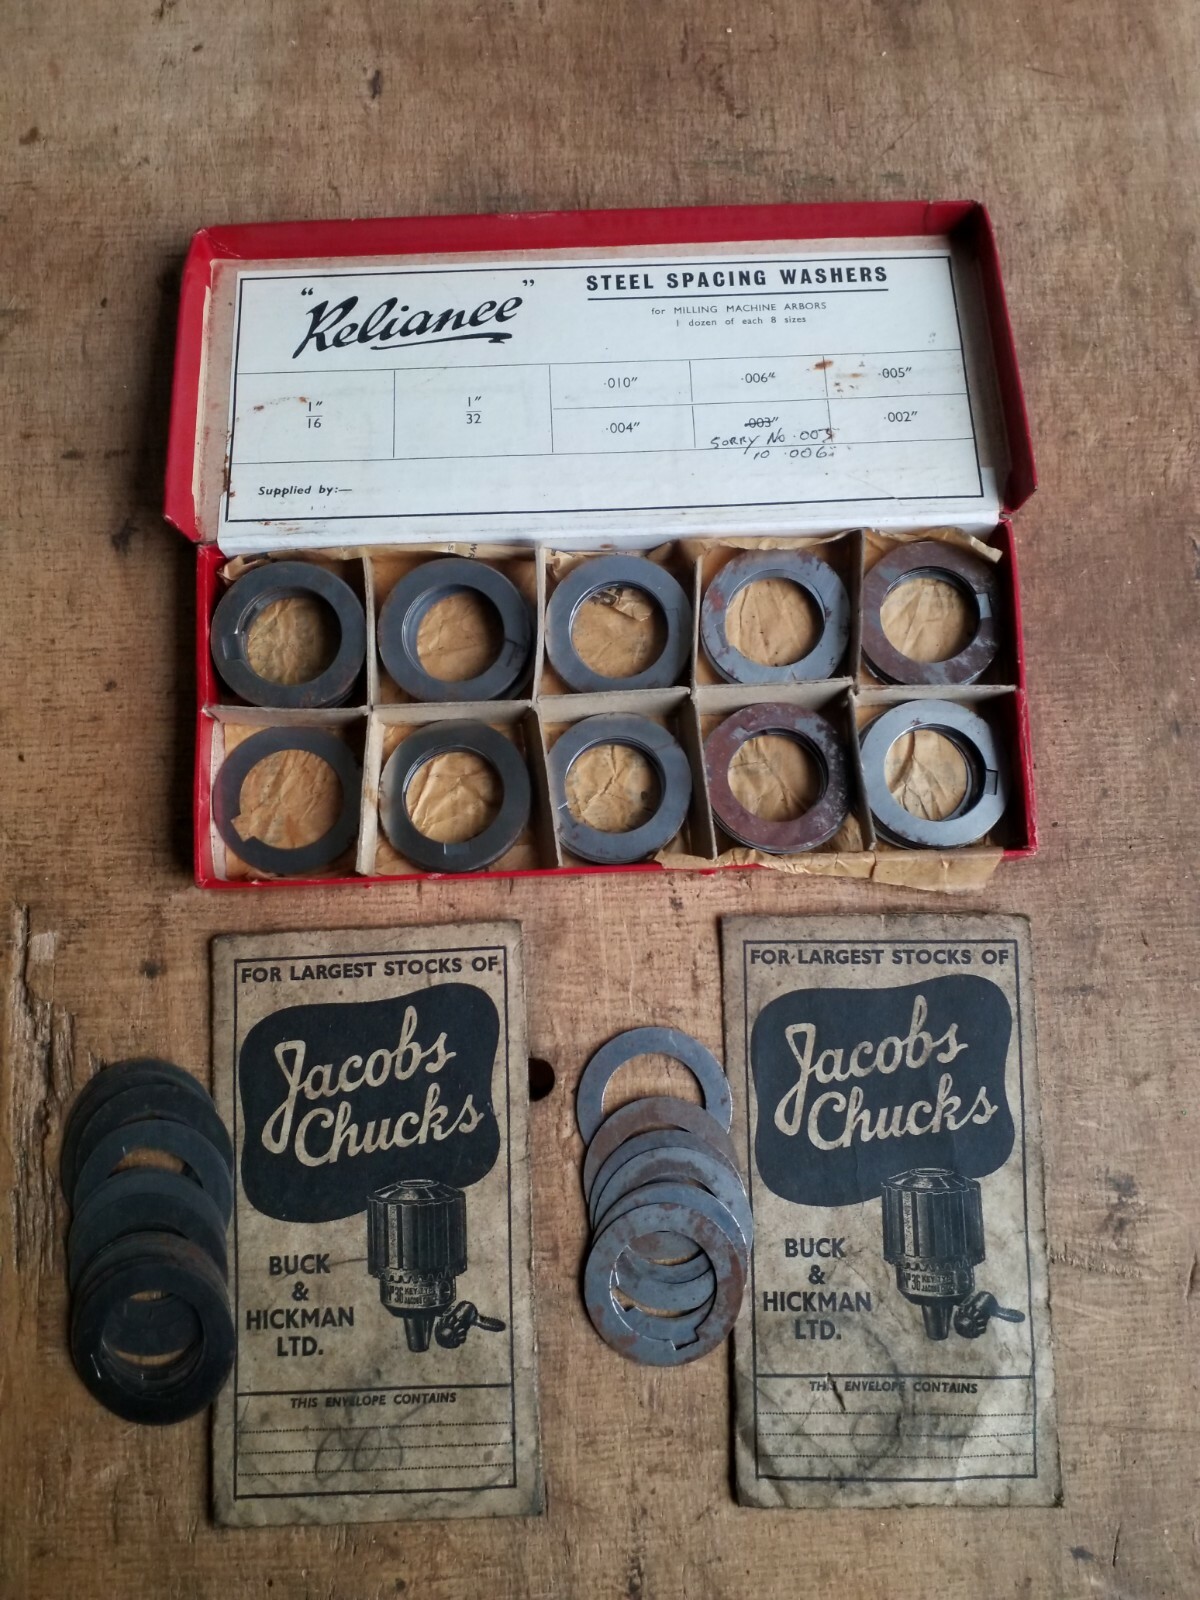 "Reliance"
STEEL SPACING WASHERS
for MILLING MACHINE ARBORS
1 dozen of each 8 sizes
1"
16
1"
32
·010"
·006"
·005"
·004"
·003"
·002"
SORRY No ·003
10 ·006
Supplied by:—
FOR LARGEST STOCKS OF
Jacobs
Chucks
BUCK
&
HICKMAN
LTD.
THIS ENVELOPE CONTAINS
FOR LARGEST STOCKS OF
Jacobs
Chucks
BUCK
&
HICKMAN
LTD.
THIS ENVELOPE CONTAINS